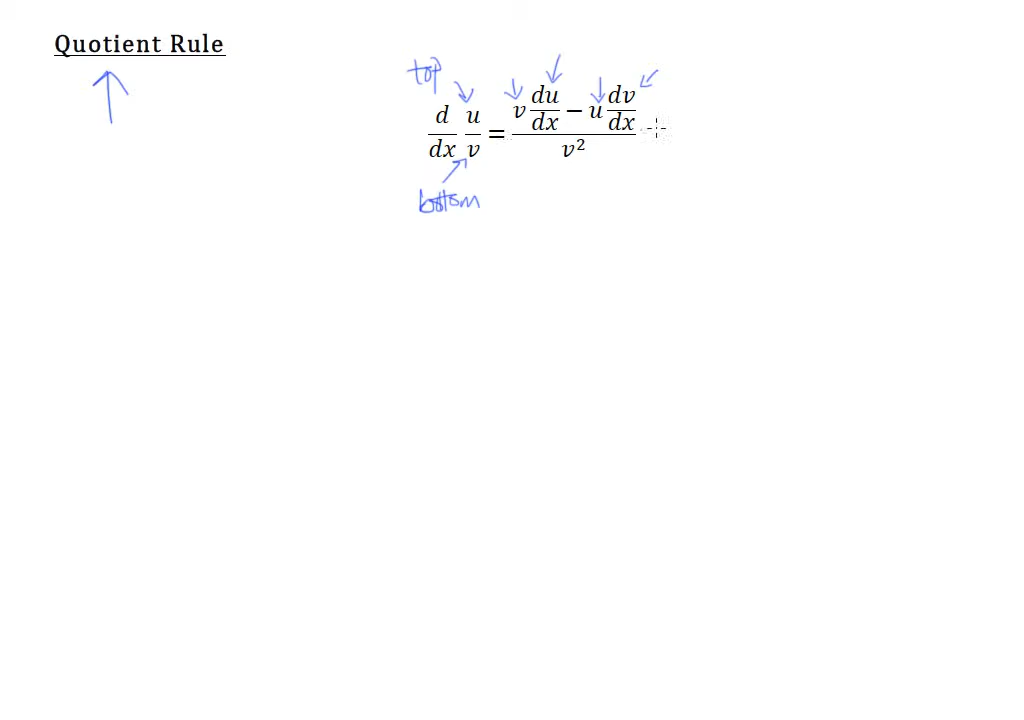 Quotient Rule
top
d/dx u/v = (v du/dx − u dv/dx)/v²
bottom